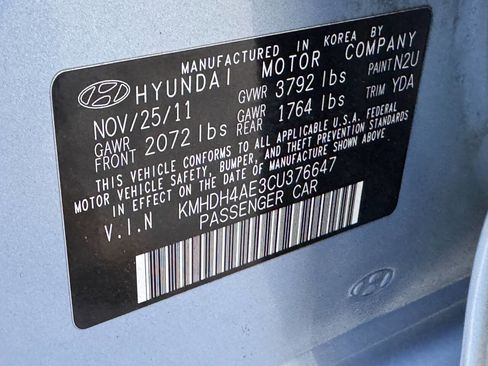 MANUFACTURED IN KOREA BY
HYUNDAI MOTOR COMPANY
NOV/25/11 GVWR 3792 lbs PAINT N2U
GAWR FRONT 2072 lbs GAWR REAR 1764 lbs TRIM YDA
THIS VEHICLE CONFORMS TO ALL APPLICABLE U.S.A. FEDERAL
MOTOR VEHICLE SAFETY, BUMPER, AND THEFT PREVENTION STANDARDS
IN EFFECT ON THE DATE OF MANUFACTURE SHOWN ABOVE.
V.I.N KMHDH4AE3CU376647
PASSENGER CAR